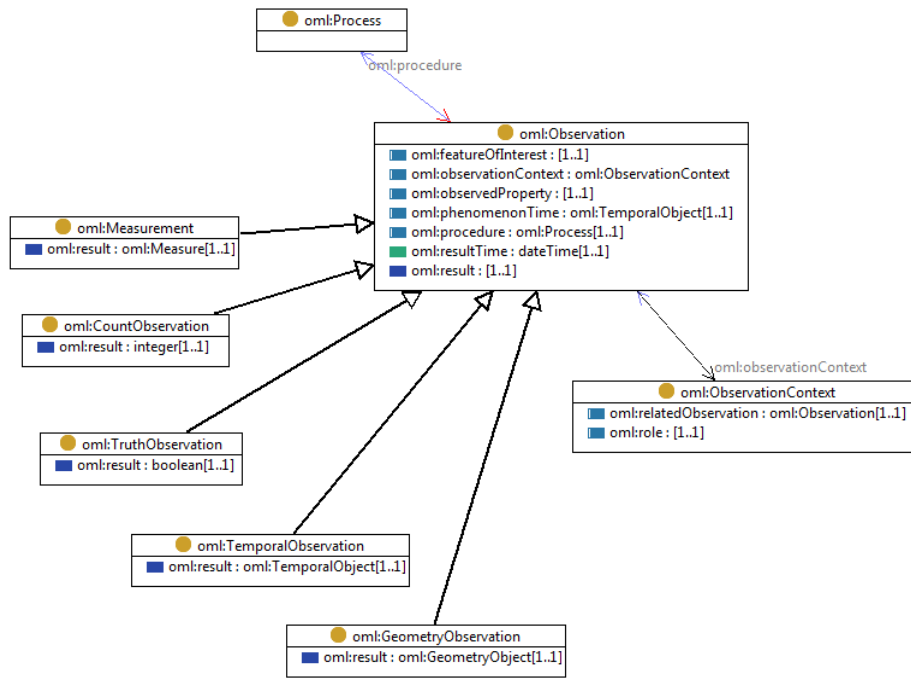 oml:Process
oml:procedure
oml:Observation
oml:featureOfInterest : [1..1]
oml:observationContext : oml:ObservationContext
oml:observedProperty : [1..1]
oml:phenomenonTime : oml:TemporalObject[1..1]
oml:procedure : oml:Process[1..1]
oml:resultTime : dateTime[1..1]
oml:result : [1..1]
oml:Measurement
oml:result : oml:Measure[1..1]
oml:CountObservation
oml:result : integer[1..1]
oml:observationContext
oml:ObservationContext
oml:relatedObservation : oml:Observation[1..1]
oml:role : [1..1]
oml:TruthObservation
oml:result : boolean[1..1]
oml:TemporalObservation
oml:result : oml:TemporalObject[1..1]
oml:GeometryObservation
oml:result : oml:GeometryObject[1..1]